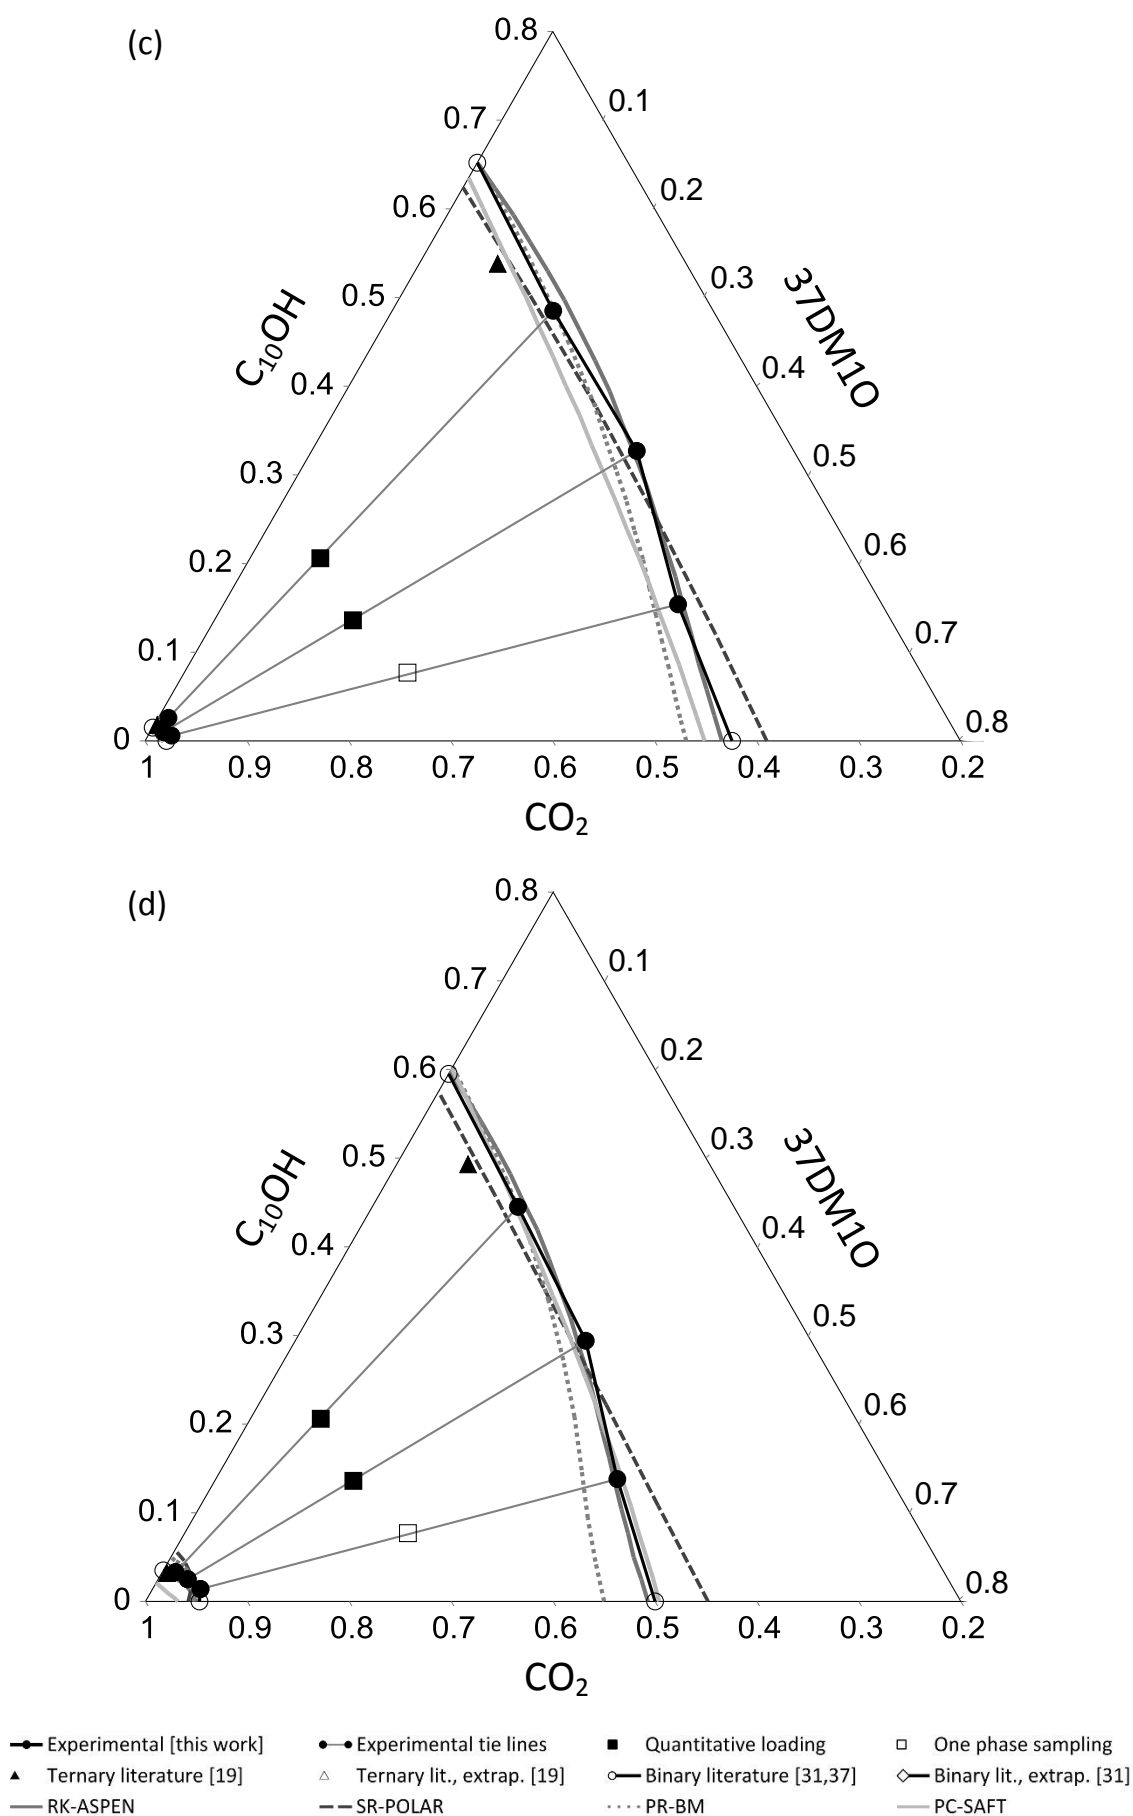 (c)
0.8
0.1
0.7
0.2
0.6
0.3
0.5
C10OH
37DM1O
0.4
0.4
0.3
0.5
0.2
0.6
0.1
0.7
0
0.8
1 0.9 0.8 0.7 0.6 0.5 0.4 0.3 0.2
CO2
(d)
0.8
0.1
0.7
0.2
0.6
0.3
0.5
C10OH
37DM1O
0.4
0.4
0.3
0.5
0.2
0.6
0.1
0.7
0
0.8
1 0.9 0.8 0.7 0.6 0.5 0.4 0.3 0.2
CO2
Experimental [this work] Experimental tie lines Quantitative loading One phase sampling
Ternary literature [19] Ternary lit., extrap. [19] Binary literature [31,37] Binary lit., extrap. [31]
RK-ASPEN SR-POLAR PR-BM PC-SAFT